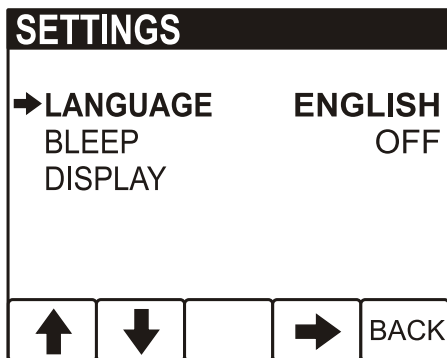 SETTINGS
LANGUAGE ENGLISH
BLEEP OFF
DISPLAY
BACK